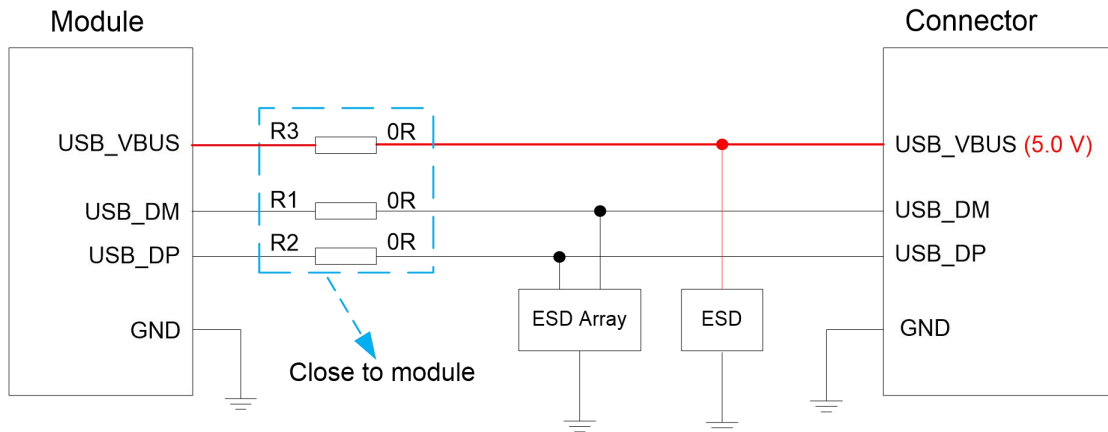 Module
Connector
R3
0R
USB_VBUS
USB_VBUS (5.0 V)
R1
0R
USB_DM
USB_DM
R2
0R
USB_DP
USB_DP
ESD Array
ESD
GND
GND
Close to module